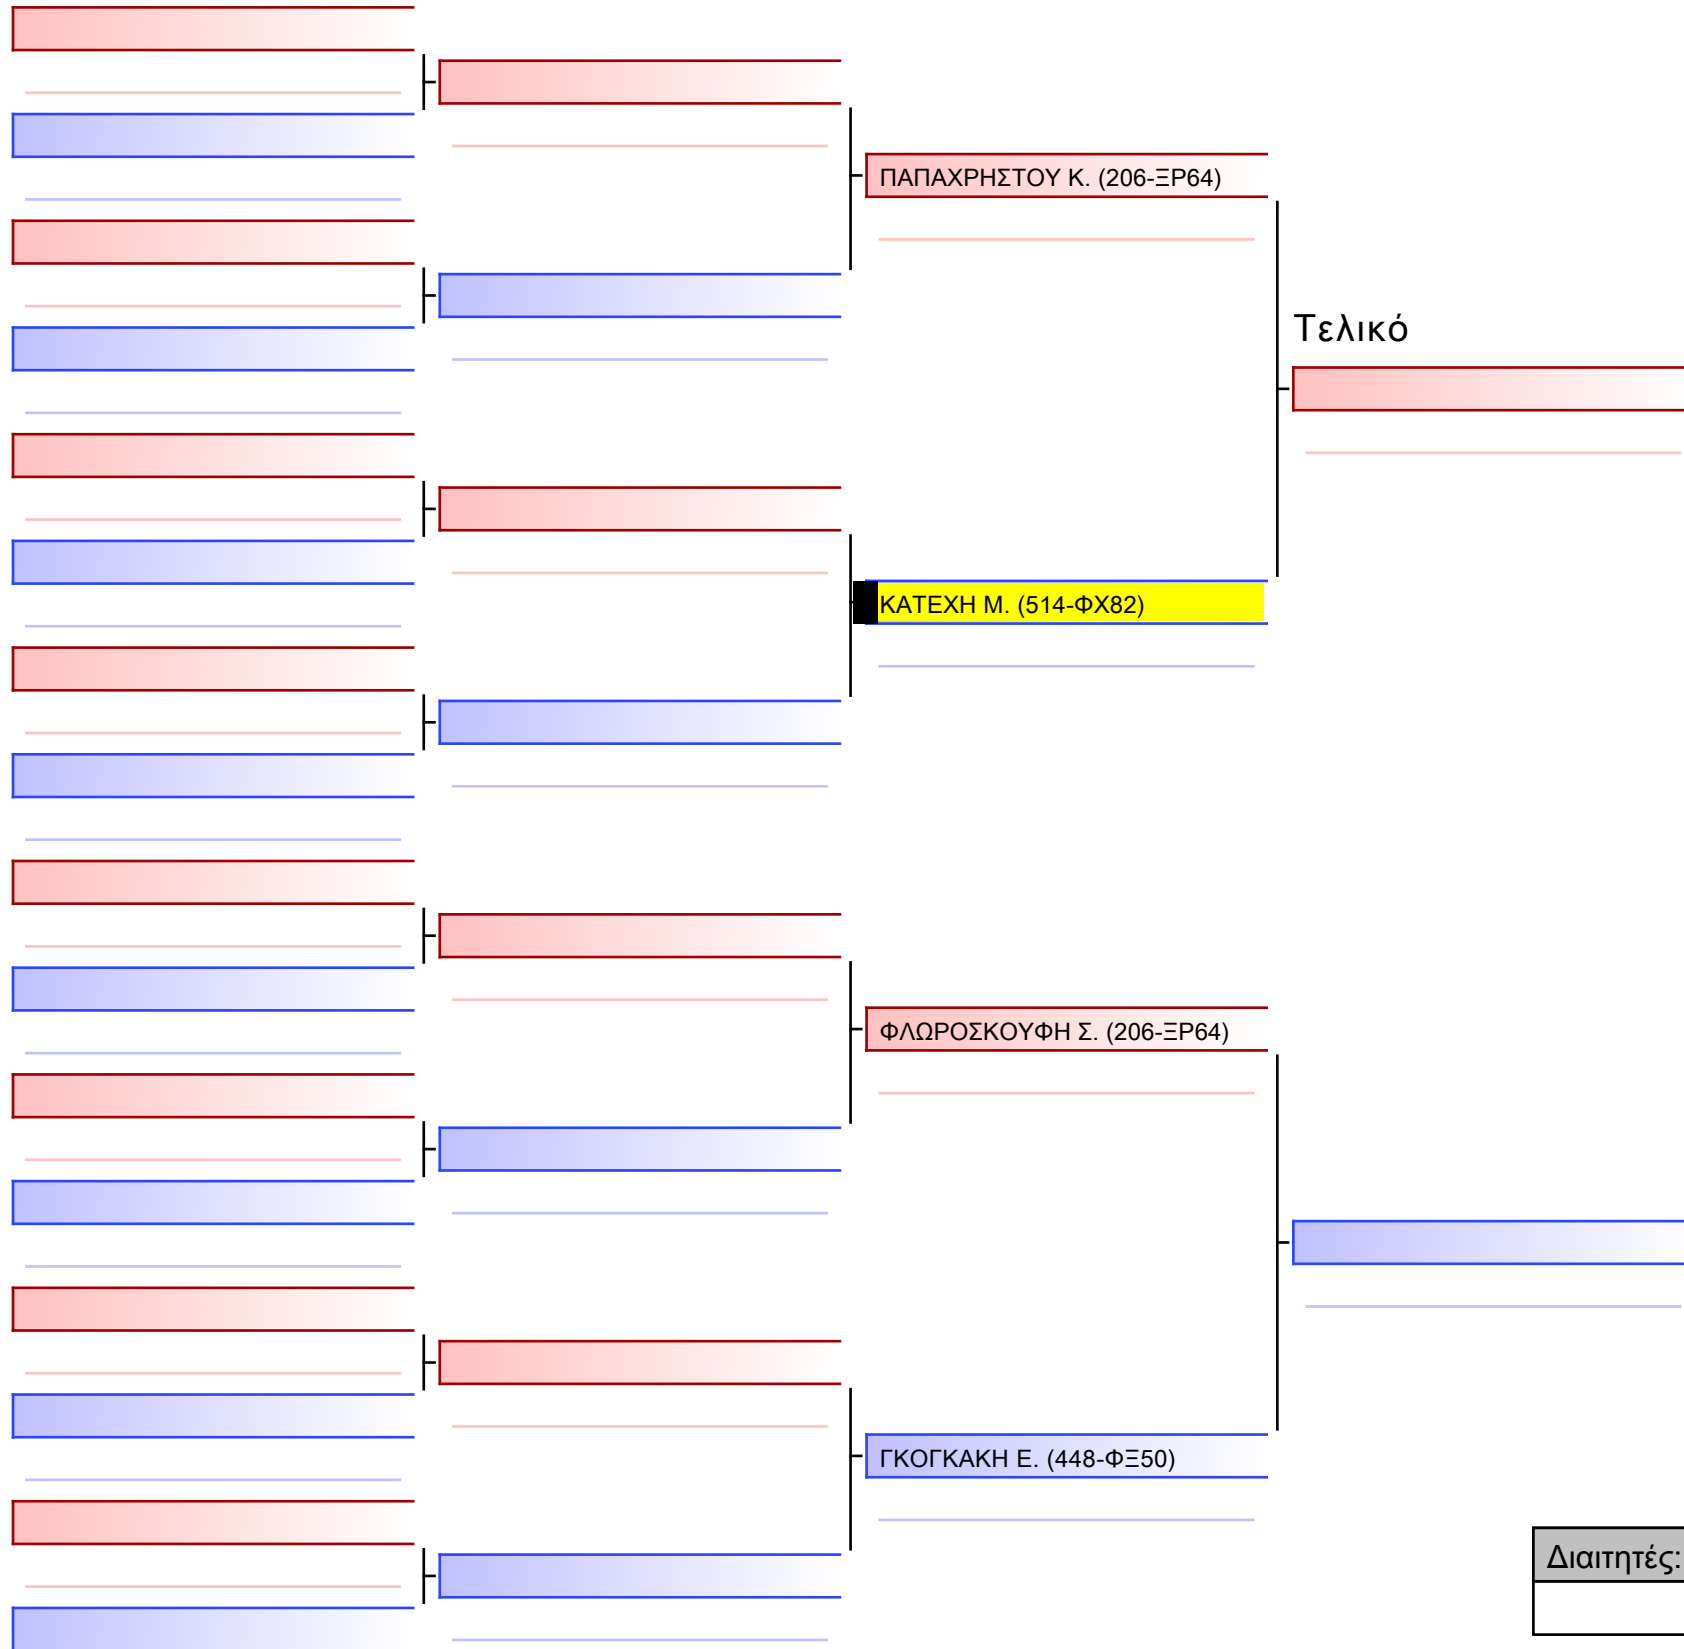 ΠΑΠΑΧΡΗΣΤΟΥ Κ. (206-ΞΡ64)
Τελικό
ΚΑΤΕΧΗ Μ. (514-ΦΧ82)
ΦΛΩΡΟΣΚΟΥΦΗ Σ. (206-ΞΡ64)
ΓΚΟΓΚΑΚΗ Ε. (448-ΦΞ50)
Διαιτητές: